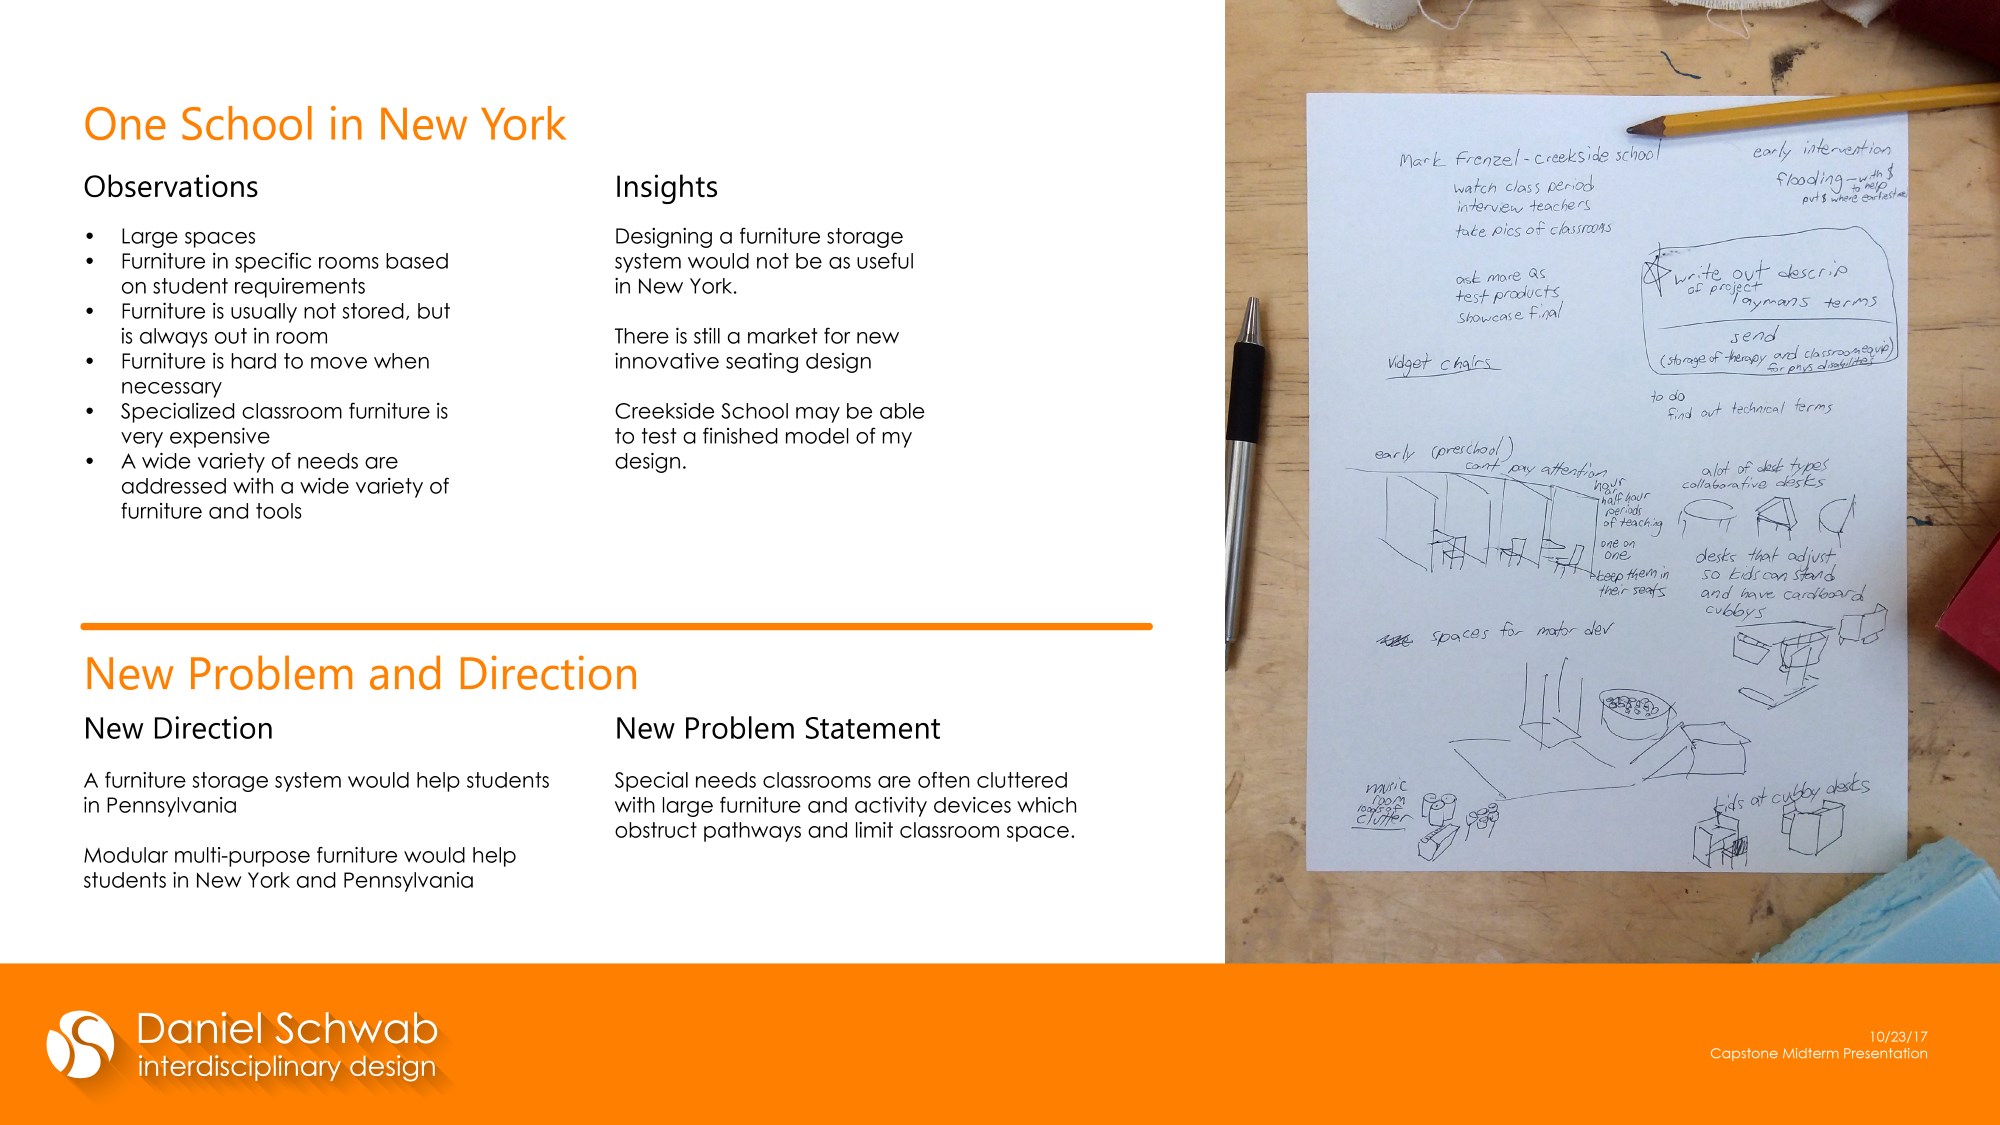 One School in New York
Observations
• Large spaces
• Furniture in specific rooms based
on student requirements
• Furniture is usually not stored, but
is always out in room
• Furniture is hard to move when
necessary
• Specialized classroom furniture is
very expensive
• A wide variety of needs are
addressed with a wide variety of
furniture and tools
Insights
Designing a furniture storage
system would not be as useful
in New York.
There is still a market for new
innovative seating design
Creekside School may be able
to test a finished model of my
design.
New Problem and Direction
New Direction
A furniture storage system would help students
in Pennsylvania
Modular multi-purpose furniture would help
students in New York and Pennsylvania
New Problem Statement
Special needs classrooms are often cluttered
with large furniture and activity devices which
obstruct pathways and limit classroom space.
Mark Frenzel - creekside school
watch class period
interview teachers
take pics of classrooms
ask more Qs
test products
showcase final
vidget chairs
early intervention
flooding - with $
to help
put $ where earliest
write out descrip
of project
laymans terms
send
(storage of therapy and classroom equip)
for phys disabilities
to do
find out technical terms
early (preschool)
cant pay attention
hour
or
half hour
periods
of teaching
one on
one
keep them in
their seats
alot of desk types
collaborative desks
desks that adjust
so kids can stand
and have cardboard
cubbys
spaces for motor dev
music
room
loads of
clutter
kids at cubby desks
Daniel Schwab
interdisciplinary design
10/23/17
Capstone Midterm Presentation